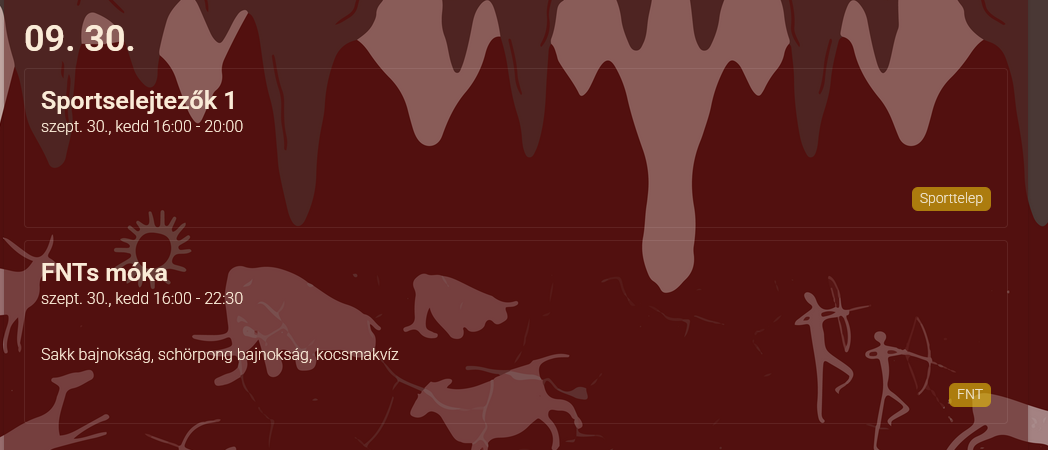 09. 30.
Sportselejtezők 1
szept. 30., kedd 16:00 - 20:00
Sporttelep
FNTs móka
szept. 30., kedd 16:00 - 22:30
Sakk bajnokság, schörpong bajnokság, kocsmakvíz
FNT